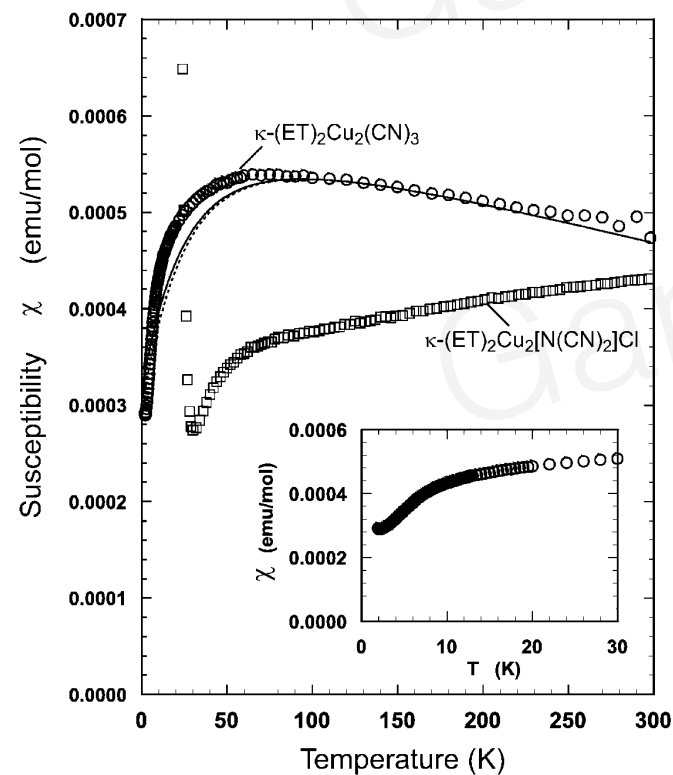 0.0007
0.0006
0.0005
0.0004
0.0003
0.0002
0.0001
0.0000
Susceptibility χ (emu/mol)
κ-(ET)₂Cu₂(CN)₃
κ-(ET)₂Cu₂[N(CN)₂]Cl
0.0006
0.0004
0.0002
0.0000
χ (emu/mol)
0 10 20 30
T (K)
0 50 100 150 200 250 300
Temperature (K)